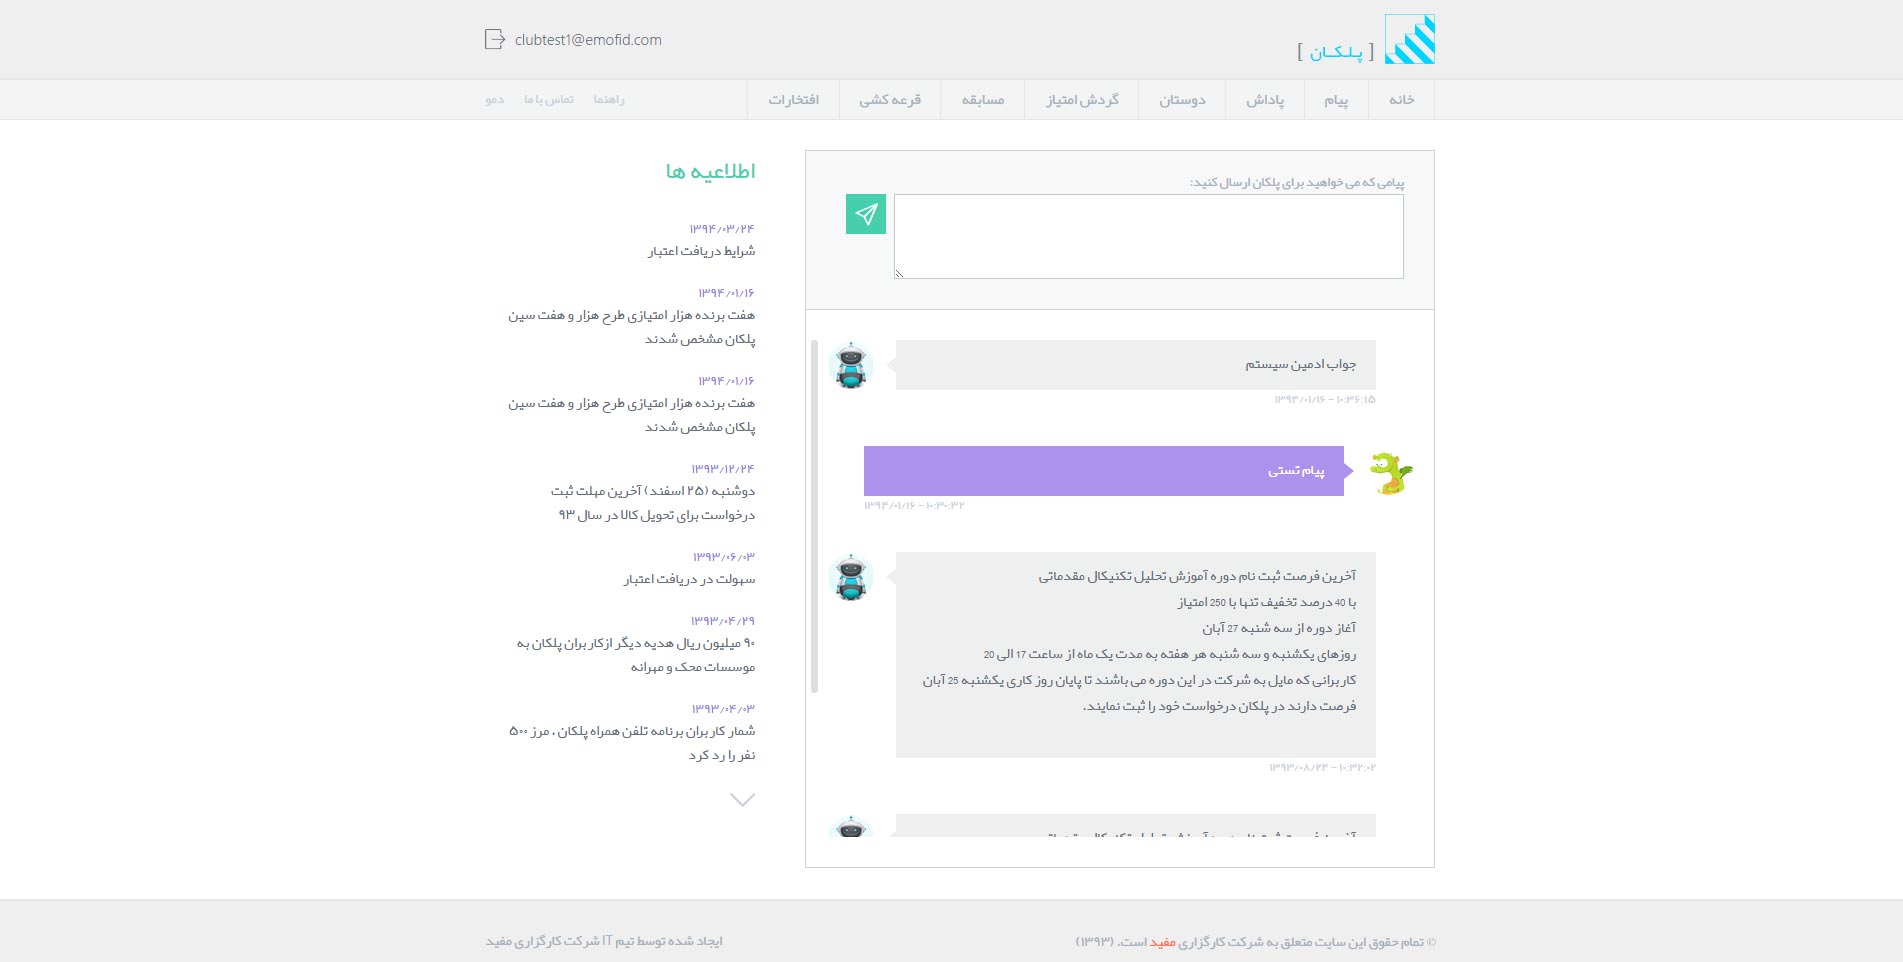 [ پـلـکــان ]
clubtest1@emofid.com
خانه
پیام
پاداش
دوستان
گردش امتیاز
مسابقه
قرعه کشی
افتخارات
راهنما
تماس با ما
دمو
پیامی که می خواهید برای پلکان ارسال کنید:
جواب ادمین سیستم
۱۳۹۴/۰۱/۱۶ - ۱۰:۳۶:۱۵
پیام تستی
۱۳۹۴/۰۱/۱۶ - ۱۰:۳۰:۳۲
آخرین فرصت ثبت نام دوره آموزش تحلیل تکنیکال مقدماتی
با 40 درصد تخفیف تنها با 250 امتیاز
آغاز دوره از سه شنبه 27 آبان
روزهای یکشنبه و سه شنبه هر هفته به مدت یک ماه از ساعت 17 الی 20
کاربرانی که مایل به شرکت در این دوره می باشند تا پایان روز کاری یکشنبه 25 آبان
فرصت دارند در پلکان درخواست خود را ثبت نمایند.
۱۳۹۳/۰۸/۲۴ - ۱۰:۳۲:۰۲
اطلاعیه ها
۱۳۹۴/۰۳/۲۴
شرایط دریافت اعتبار
۱۳۹۴/۰۱/۱۶
هفت برنده هزار امتیازی طرح هزار و هفت سین
پلکان مشخص شدند
۱۳۹۴/۰۱/۱۶
هفت برنده هزار امتیازی طرح هزار و هفت سین
پلکان مشخص شدند
۱۳۹۳/۱۲/۲۴
دوشنبه (۲۵ اسفند) آخرین مهلت ثبت
درخواست برای تحویل کالا در سال ۹۳
۱۳۹۳/۰۶/۰۳
سهولت در دریافت اعتبار
۱۳۹۳/۰۴/۲۹
۹۰ میلیون ریال هدیه دیگر ازکاربران پلکان به
موسسات محک و مهرانه
۱۳۹۳/۰۴/۰۳
شمار کاربران برنامه تلفن همراه پلکان ، مرز ۵۰۰
نفر را رد کرد
© تمام حقوق این سایت متعلق به شرکت کارگزاری مفید است. (۱۳۹۳)
ایجاد شده توسط تیم IT شرکت کارگزاری مفید